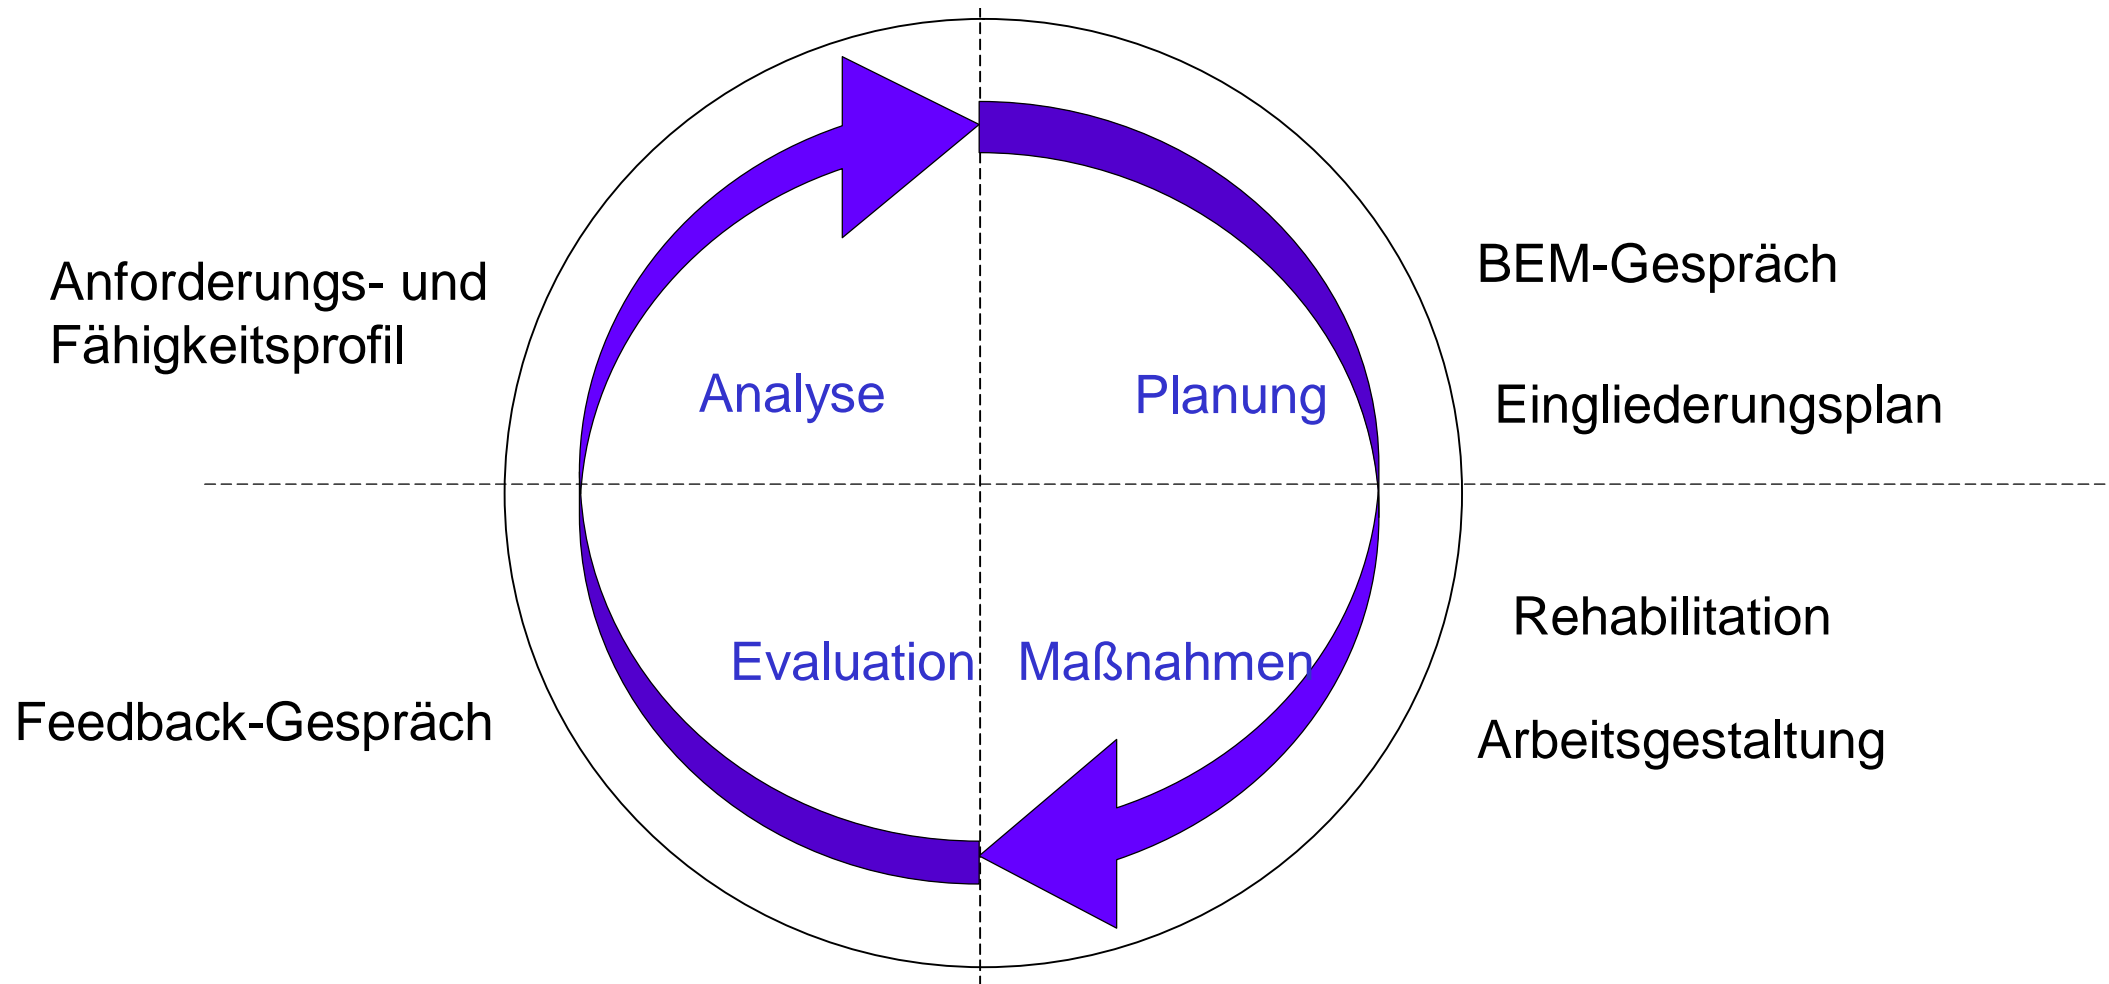 Anforderungs- und
Fähigkeitsprofil
Analyse
Planung
BEM-Gespräch
Eingliederungsplan
Feedback-Gespräch
Evaluation
Maßnahmen
Rehabilitation
Arbeitsgestaltung